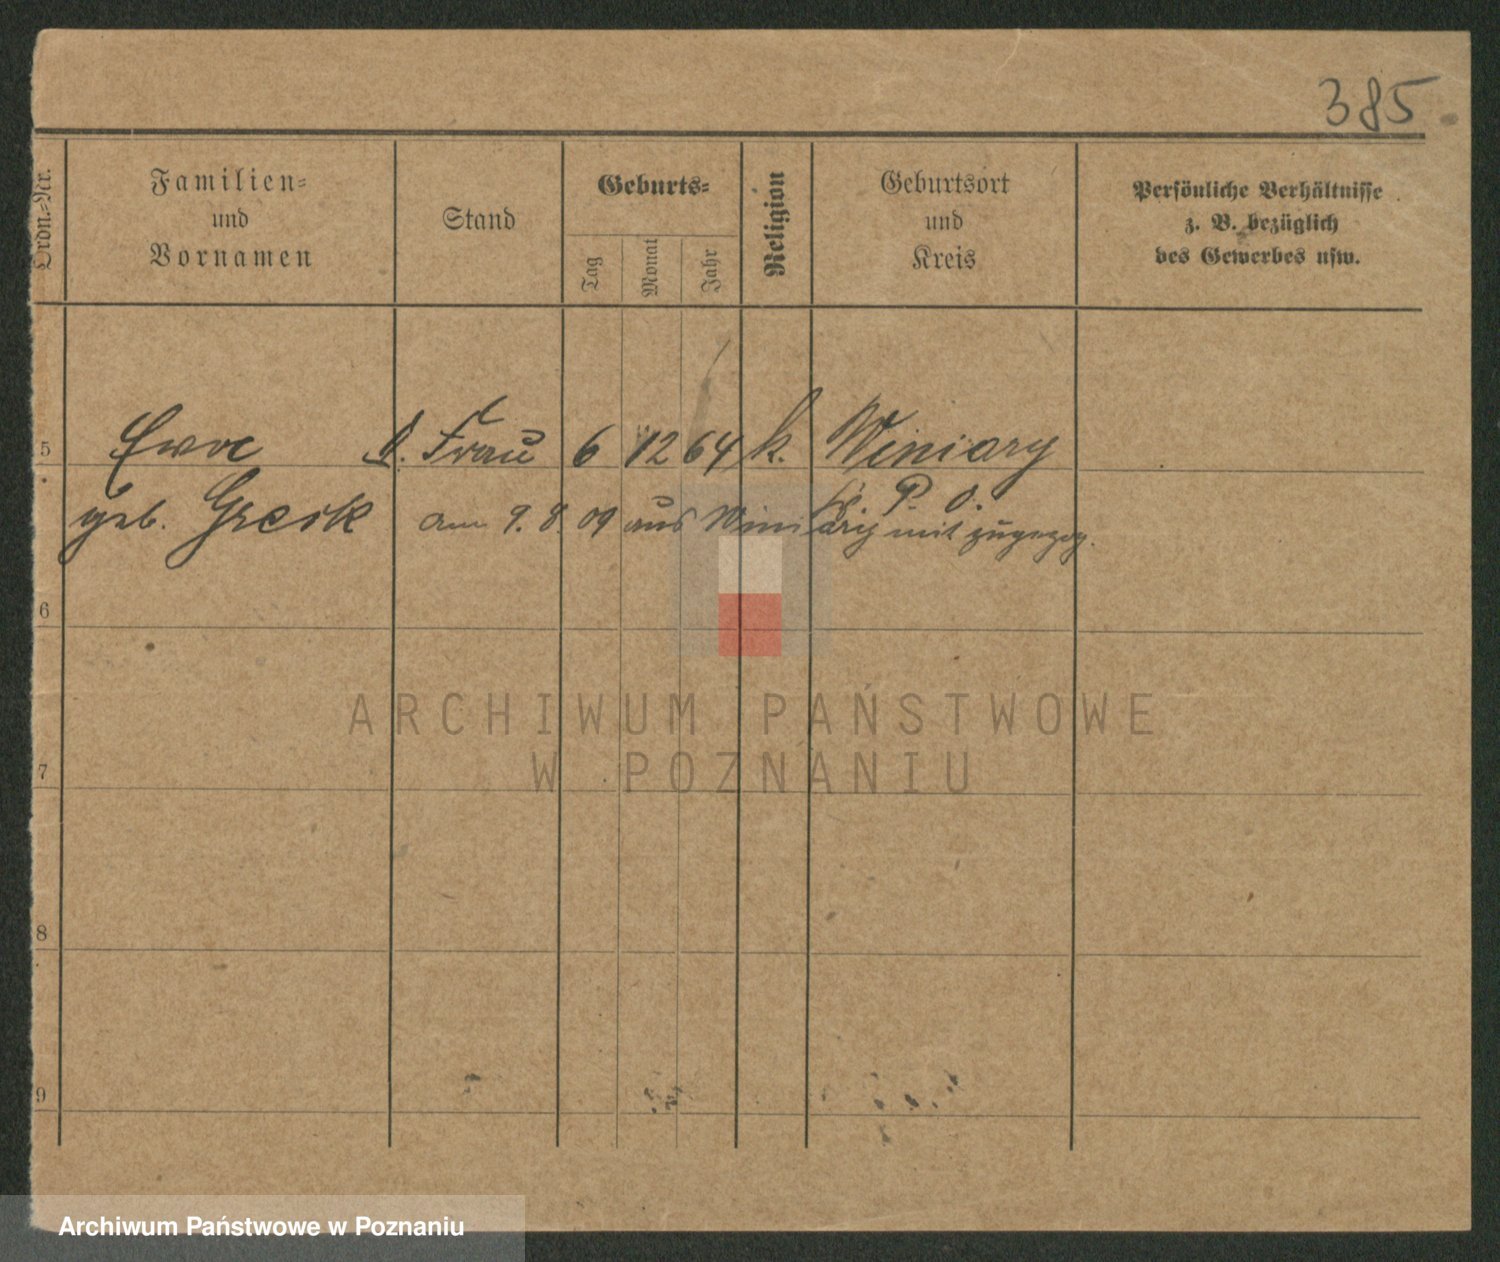 385
Ordn.-Nr.
Familien-
und
Vornamen
Stand
Geburts-
Tag
Monat
Jahr
Religion
Geburtsort
und
Kreis
Persönliche Verhältnisse
z. B. bezüglich
des Gewerbes usw.
5 Ewa d. Frau 6 12 64 k. Winiary
Kr. P. O.
geb. am 9. 8. 09 aus Winiary mit zugezog.
6
ARCHIWUM PAŃSTWOWE
W POZNANIU
7
8
9
Archiwum Państwowe w Poznaniu